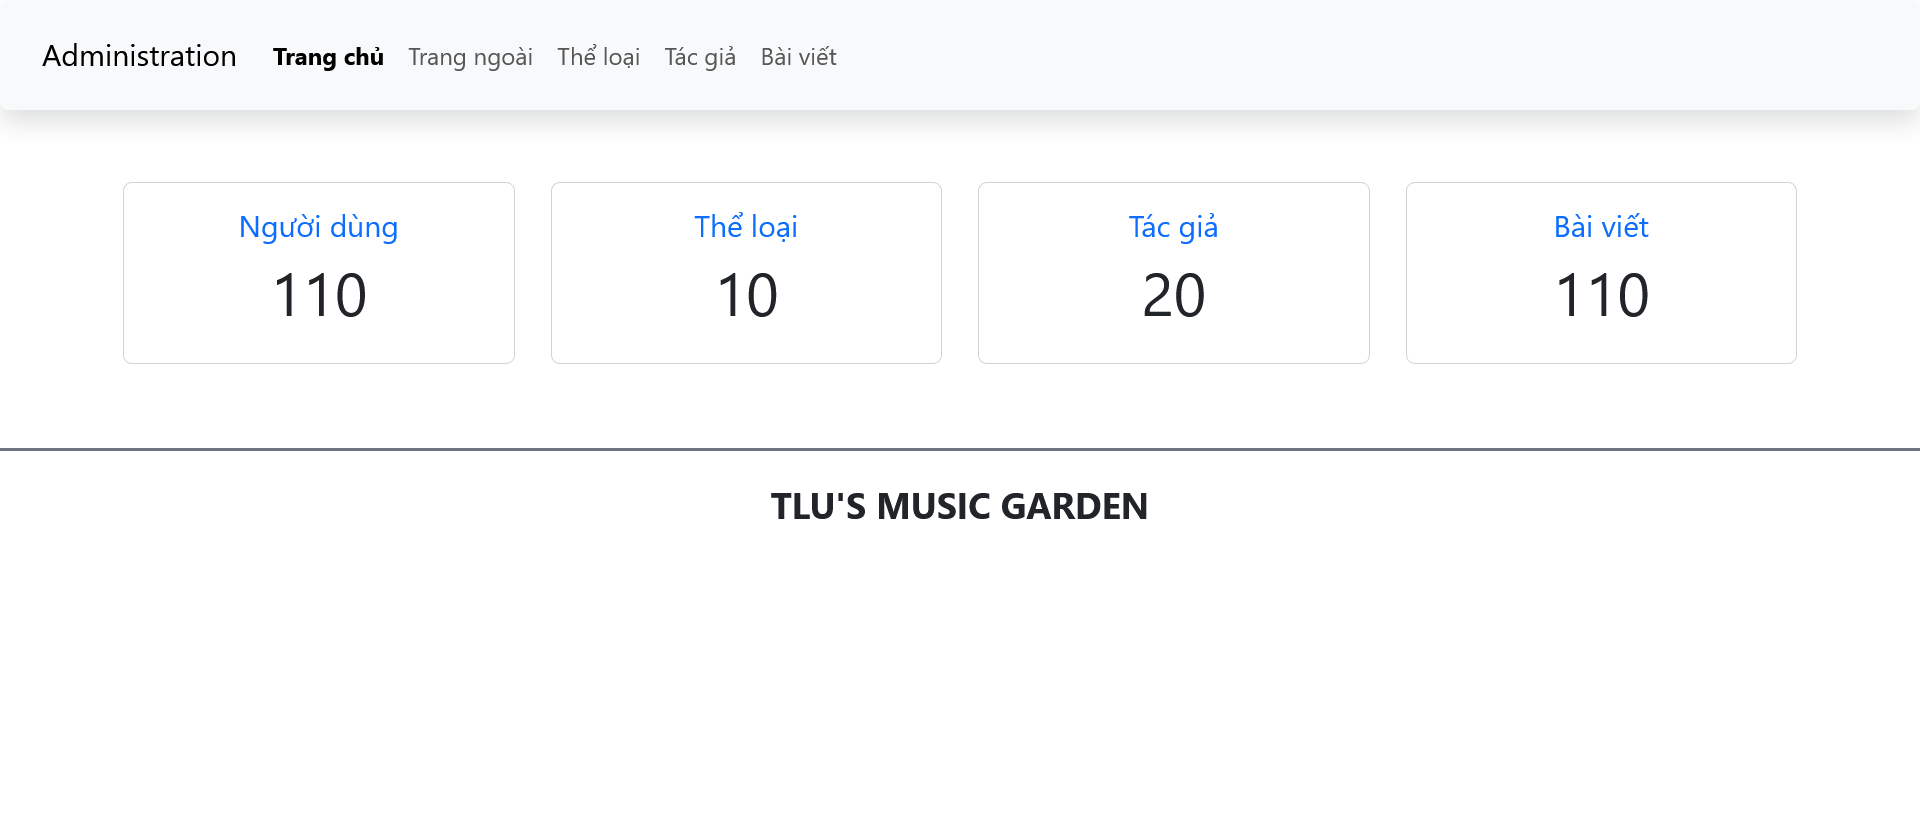 Administration Trang chủ Trang ngoài Thể loại Tác giả Bài viết
Người dùng Thể loại Tác giả Bài viết
110 10 20 110
TLU'S MUSIC GARDEN